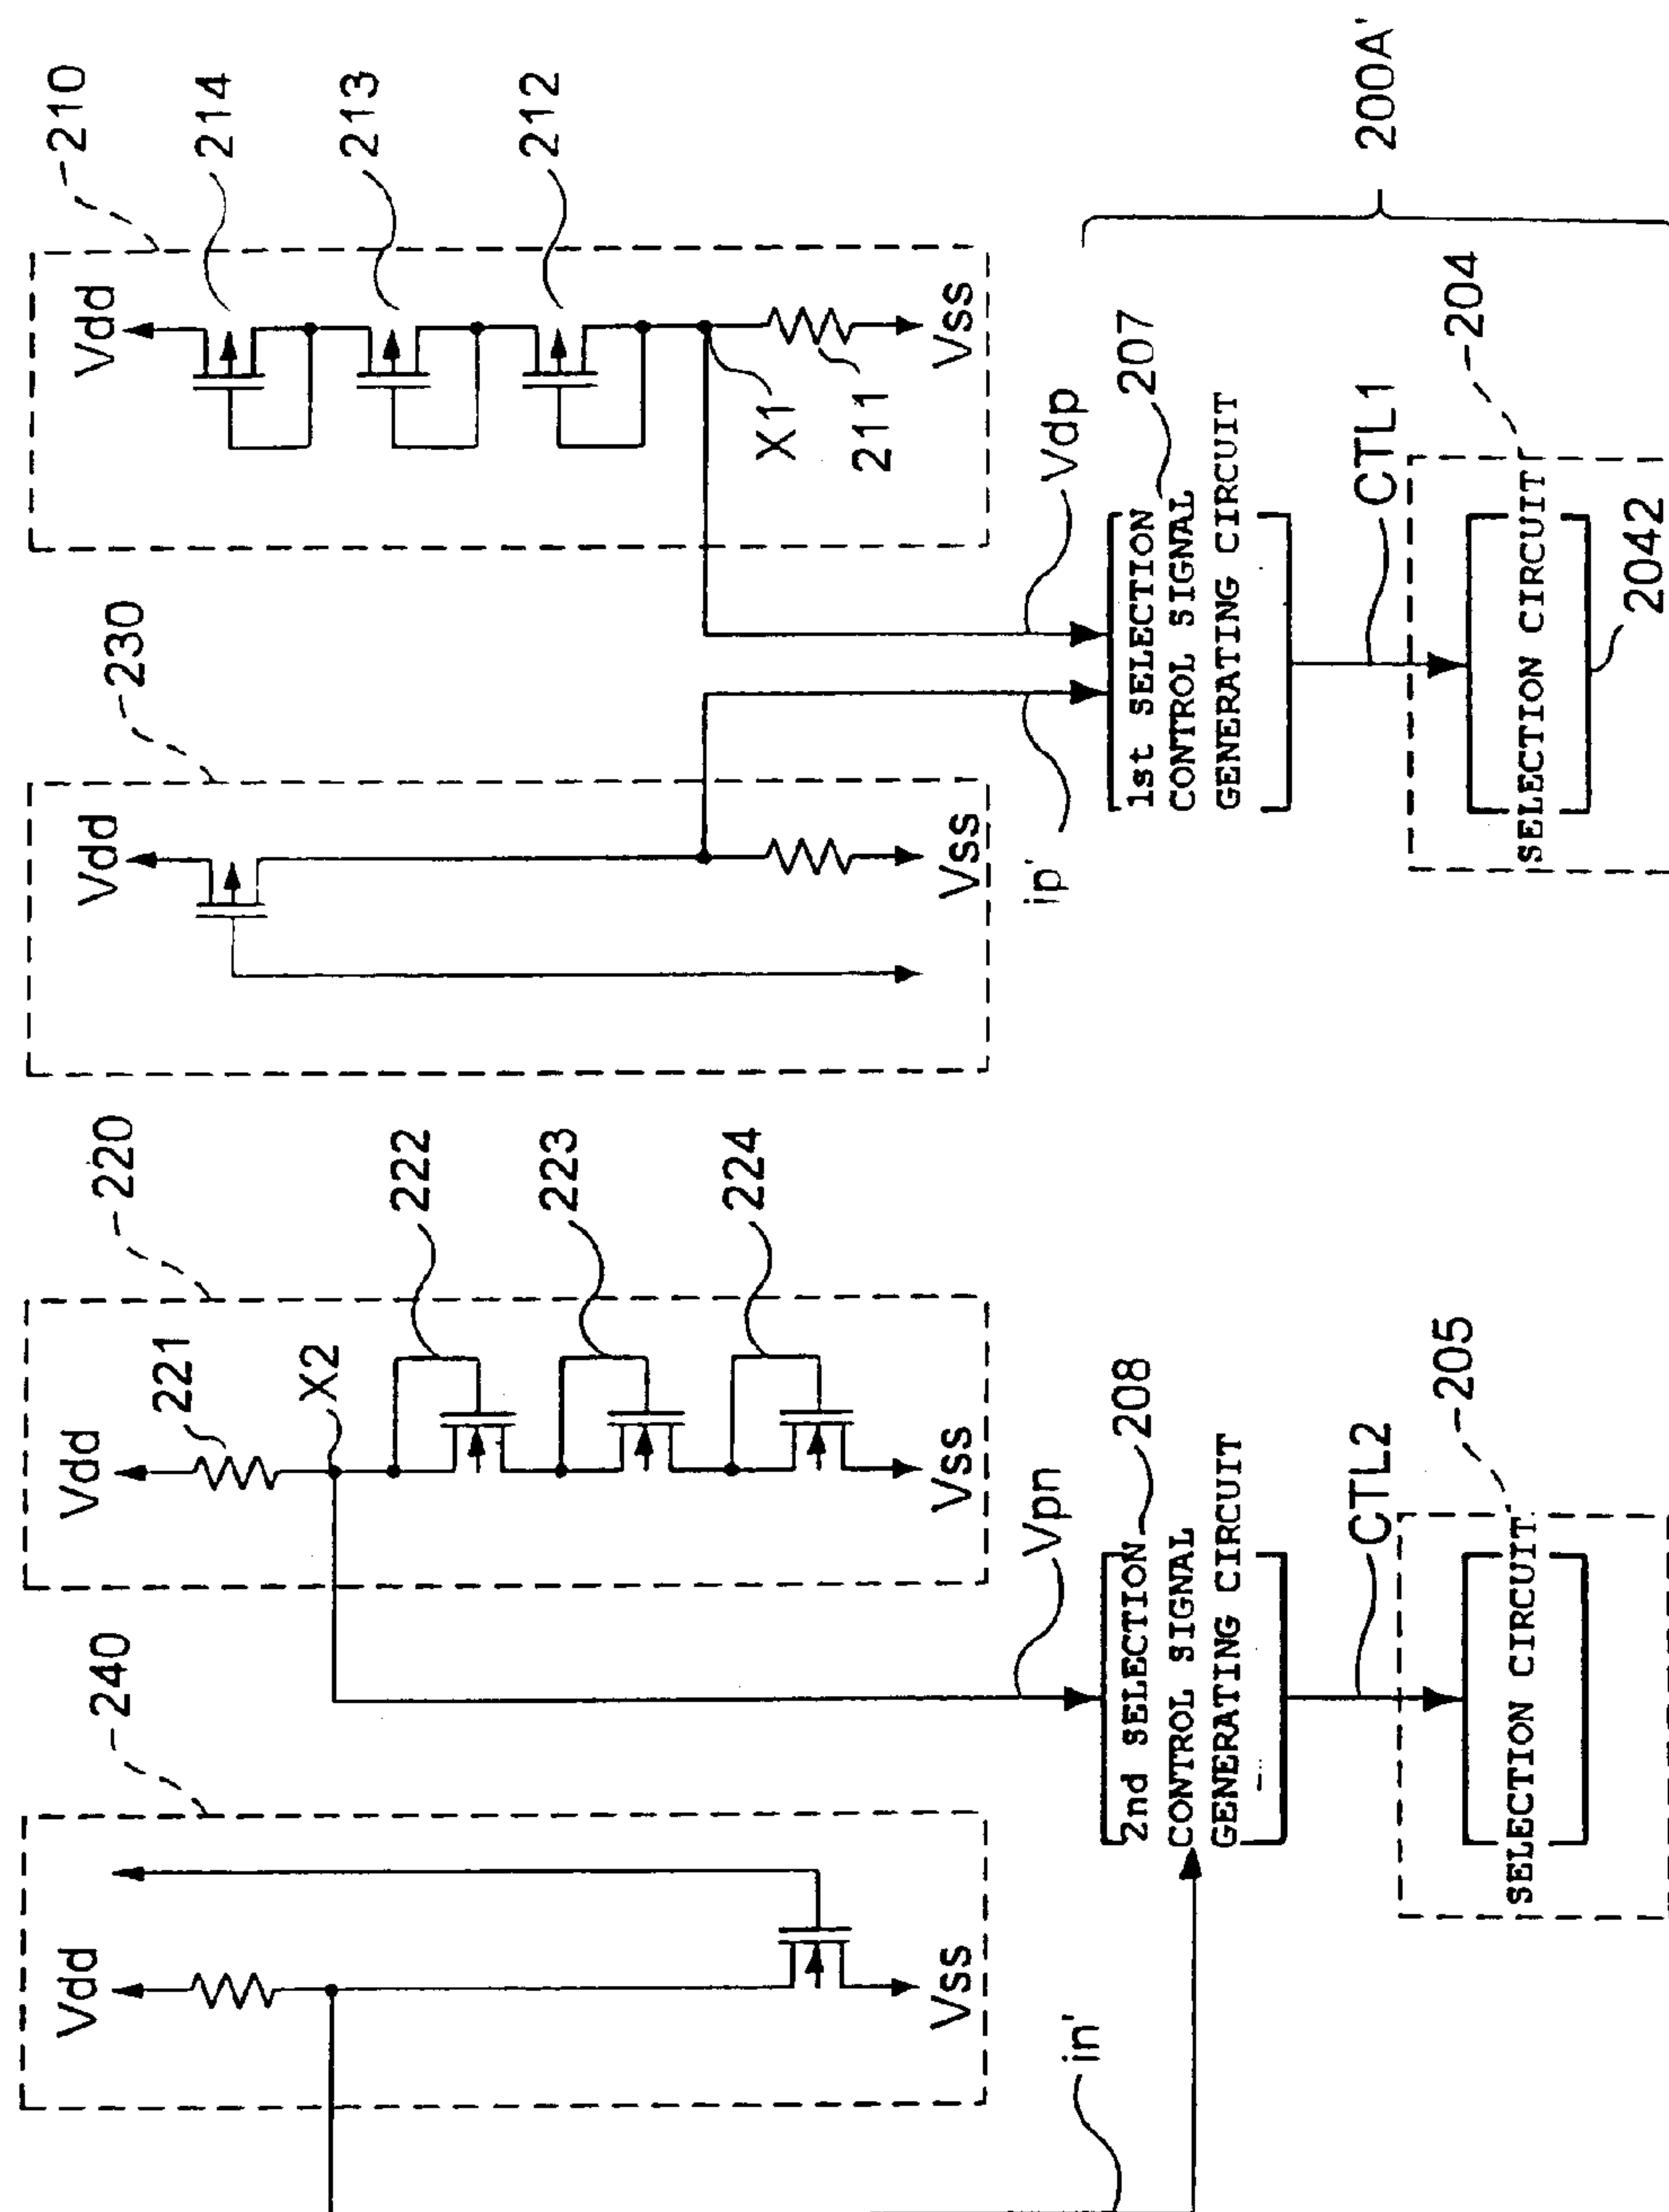 240
Vdd
Vss
in'
220
Vdd
221
X2
222
223
224
Vss
Vpn
2nd SELECTION
CONTROL SIGNAL
GENERATING CIRCUIT
208
CTL2
205
SELECTION CIRCUIT
230
Vdd
Vss
ip'
210
Vdd
214
213
212
X1
211
Vss
Vdp
1st SELECTION
CONTROL SIGNAL
GENERATING CIRCUIT
207
CTL1
204
SELECTION CIRCUIT
2042
200A'